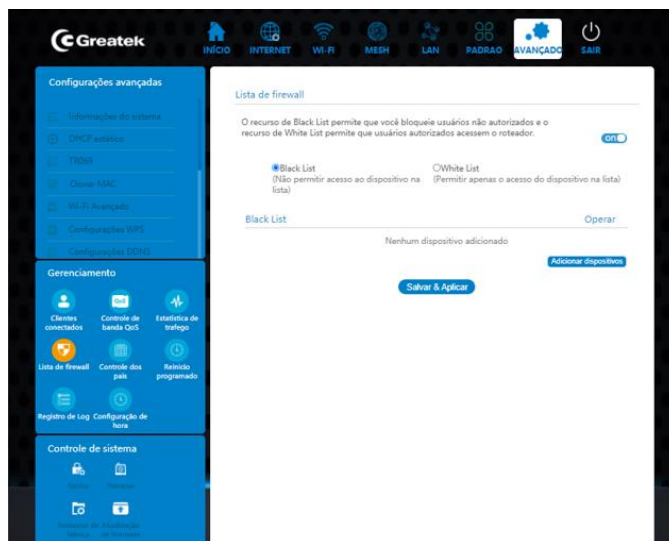 Greatek
INÍCIO INTERNET WI-FI MESH LAN PADRAO AVANÇADO SAIR
Configurações avançadas
Informações do sistema
DHCP estático
TR069
Clonar MAC
Wi-Fi Avançado
Configurações WPS
Configurações DDNS
Gerenciamento
Clientes conectados
Controle de banda QoS
QoS
Estatística de trafego
Lista de firewall
Controle dos pais
Reinício programado
Registro de Log
Configuração de hora
Controle de sistema
Lista de firewall
O recurso de Black List permite que você bloqueie usuários não autorizados e o
recurso de White List permite que usuários autorizados acessem o roteador.
on
Black List
(Não permitir acesso ao dispositivo na
lista)
White List
(Permitir apenas o acesso do dispositivo na lista)
Black List Operar
Nenhum dispositivo adicionado
Adicionar dispositivos
Salvar & Aplicar